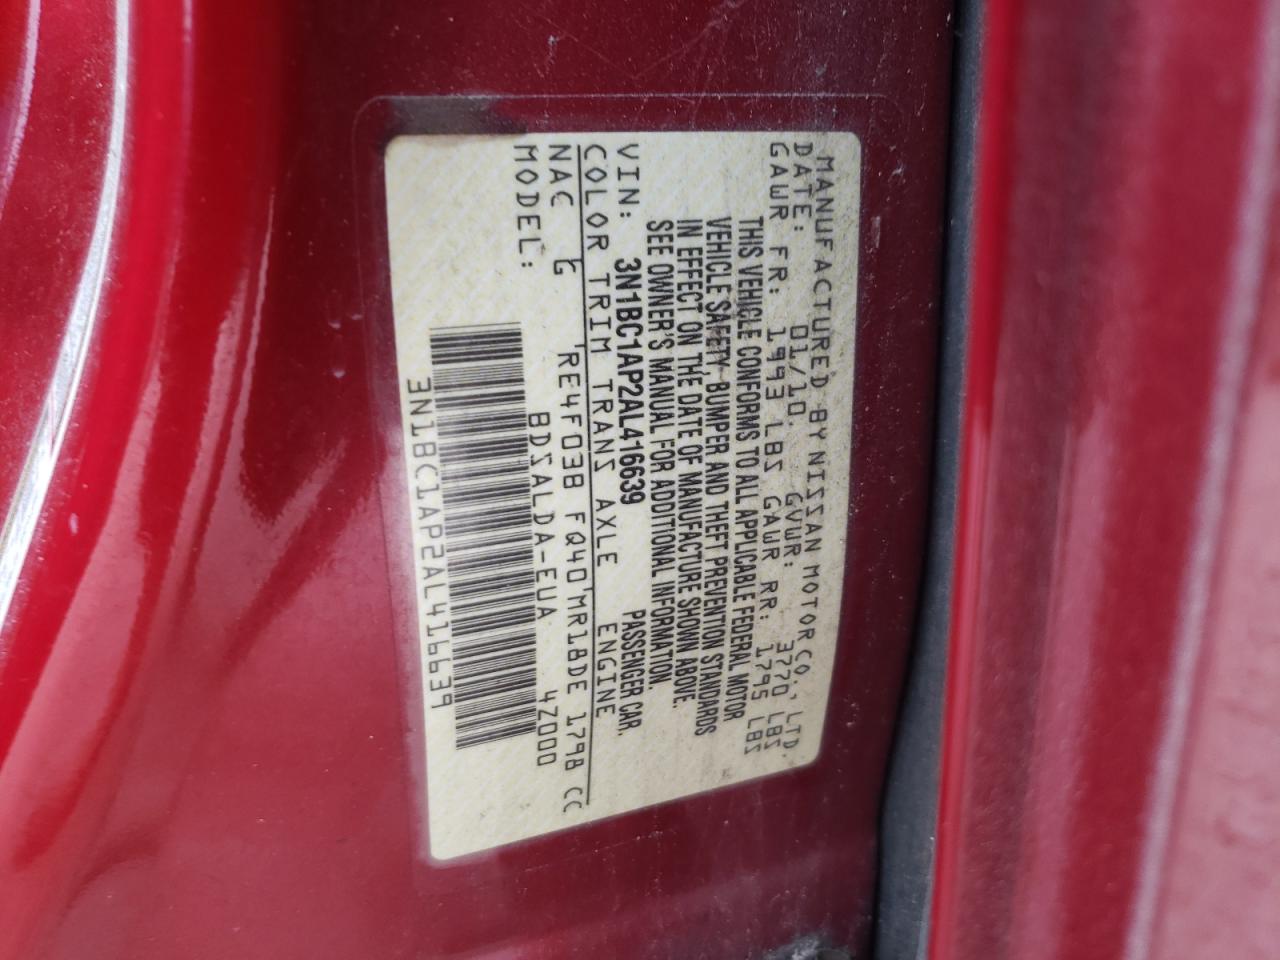 MANUFACTURED BY NISSAN MOTOR CO., LTD.
DATE: 01/10. GVWR: 3770 LBS
GAWR FR: 1993 LBS GAWR RR: 1795 LBS
THIS VEHICLE CONFORMS TO ALL APPLICABLE FEDERAL MOTOR
VEHICLE SAFETY, BUMPER AND THEFT PREVENTION STANDARDS
IN EFFECT ON THE DATE OF MANUFACTURE SHOWN ABOVE.
SEE OWNER'S MANUAL FOR ADDITIONAL INFORMATION.
VIN: 3N1BC1AP2AL416639 PASSENGER CAR.
COLOR TRIM TRANS AXLE ENGINE
NAC G RE4F03B FQ40 MR18DE 1798 CC
MODEL: BDSALDA-EUA 4Z000
3N1BC1AP2AL416639